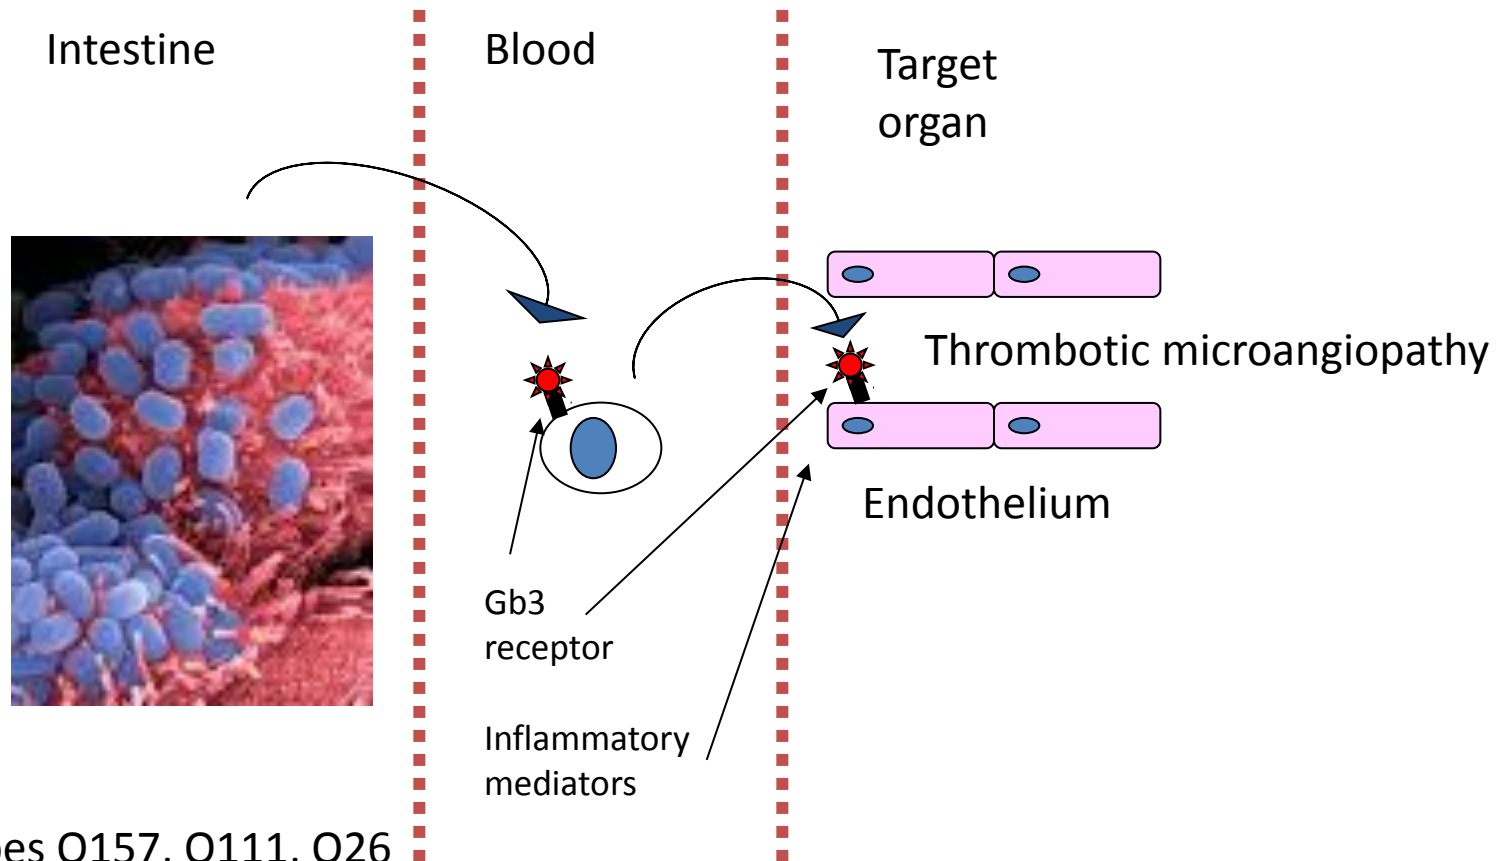 Intestine
Blood
Target
organ
Thrombotic microangiopathy
Endothelium
Gb3
receptor
Inflammatory
mediators
O157, O111, O26